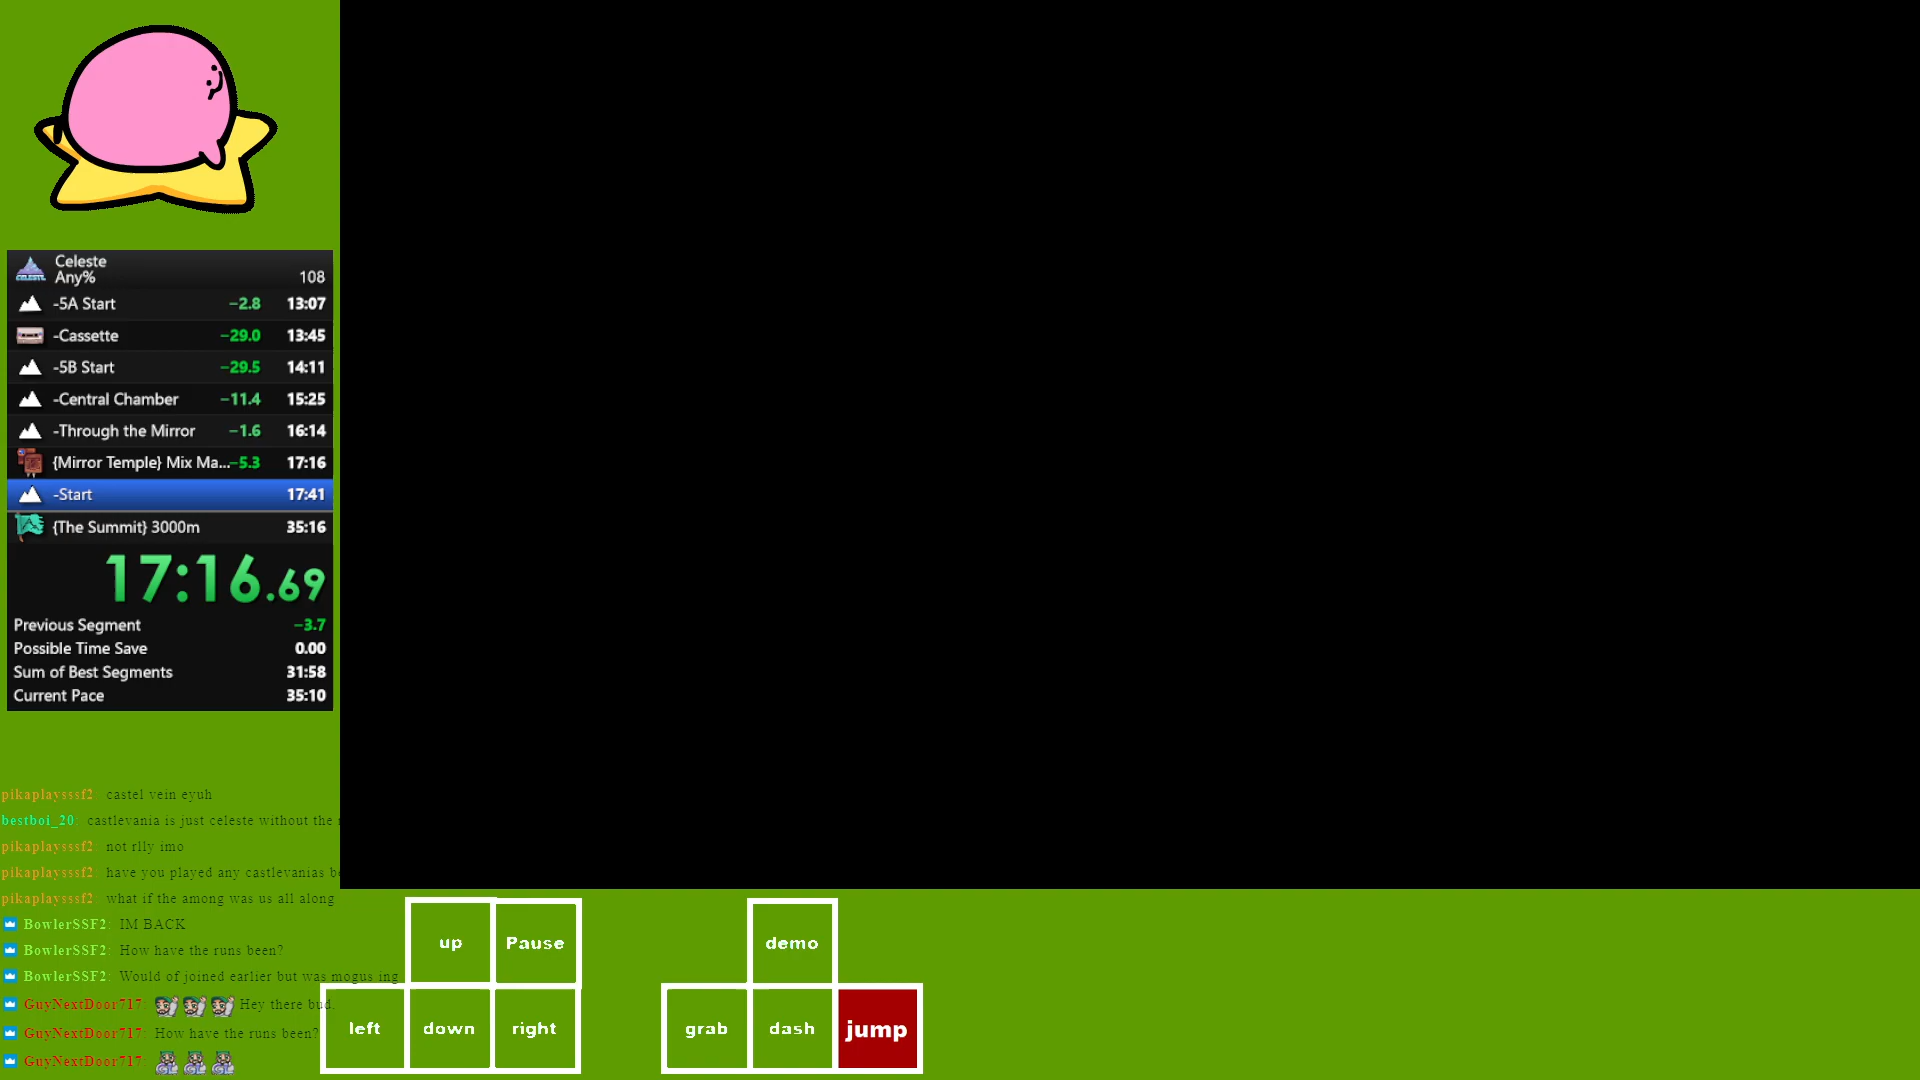 Celeste
Any% 108
-5A Start −2.8 13:07
-Cassette −29.0 13:45
-5B Start −29.5 14:11
-Central Chamber −11.4 15:25
-Through the Mirror −1.6 16:14
{Mirror Temple} Mix Ma... −5.3 17:16
-Start 17:41
{The Summit} 3000m 35:16
17:16.69
Previous Segment −3.7
Possible Time Save 0.00
Sum of Best Segments 31:58
Current Pace 35:10
pikaplaysssf2: castel vein eyuh
bestboi_20: castlevania is just celeste without the
pikaplaysssf2: not rlly imo
pikaplaysssf2: have you played any castlevanias
pikaplaysssf2: what if the among was us all along
BowlerSSF2: IM BACK
BowlerSSF2: How have the runs been?
BowlerSSF2: Would of joined earlier but was mogus ing
GuyNextDoor717: Hey there bud.
GuyNextDoor717: How have the runs been?
GuyNextDoor717:
up Pause demo
left down right grab dash jump